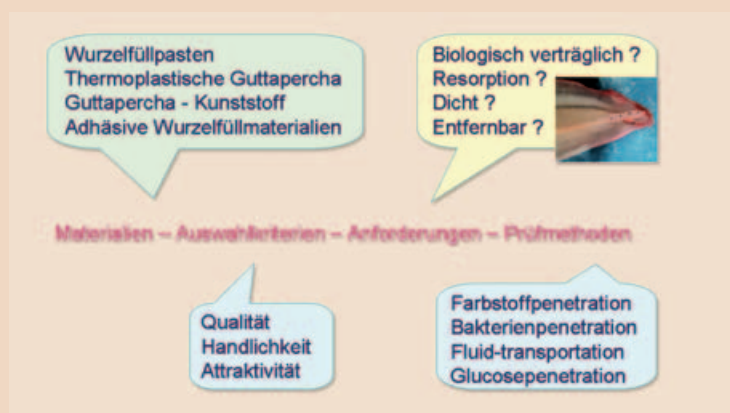 Wurzelfüllpasten
Thermoplastische Guttapercha
Guttapercha - Kunststoff
Adhäsive Wurzelfüllmaterialien
Biologisch verträglich ?
Resorption ?
Dicht ?
Entfernbar ?
Materialien – Auswahlkriterien – Anforderungen – Prüfmethoden
Qualität
Handlichkeit
Attraktivität
Farbstoffpenetration
Bakterienpenetration
Fluid-transportation
Glucosepenetration